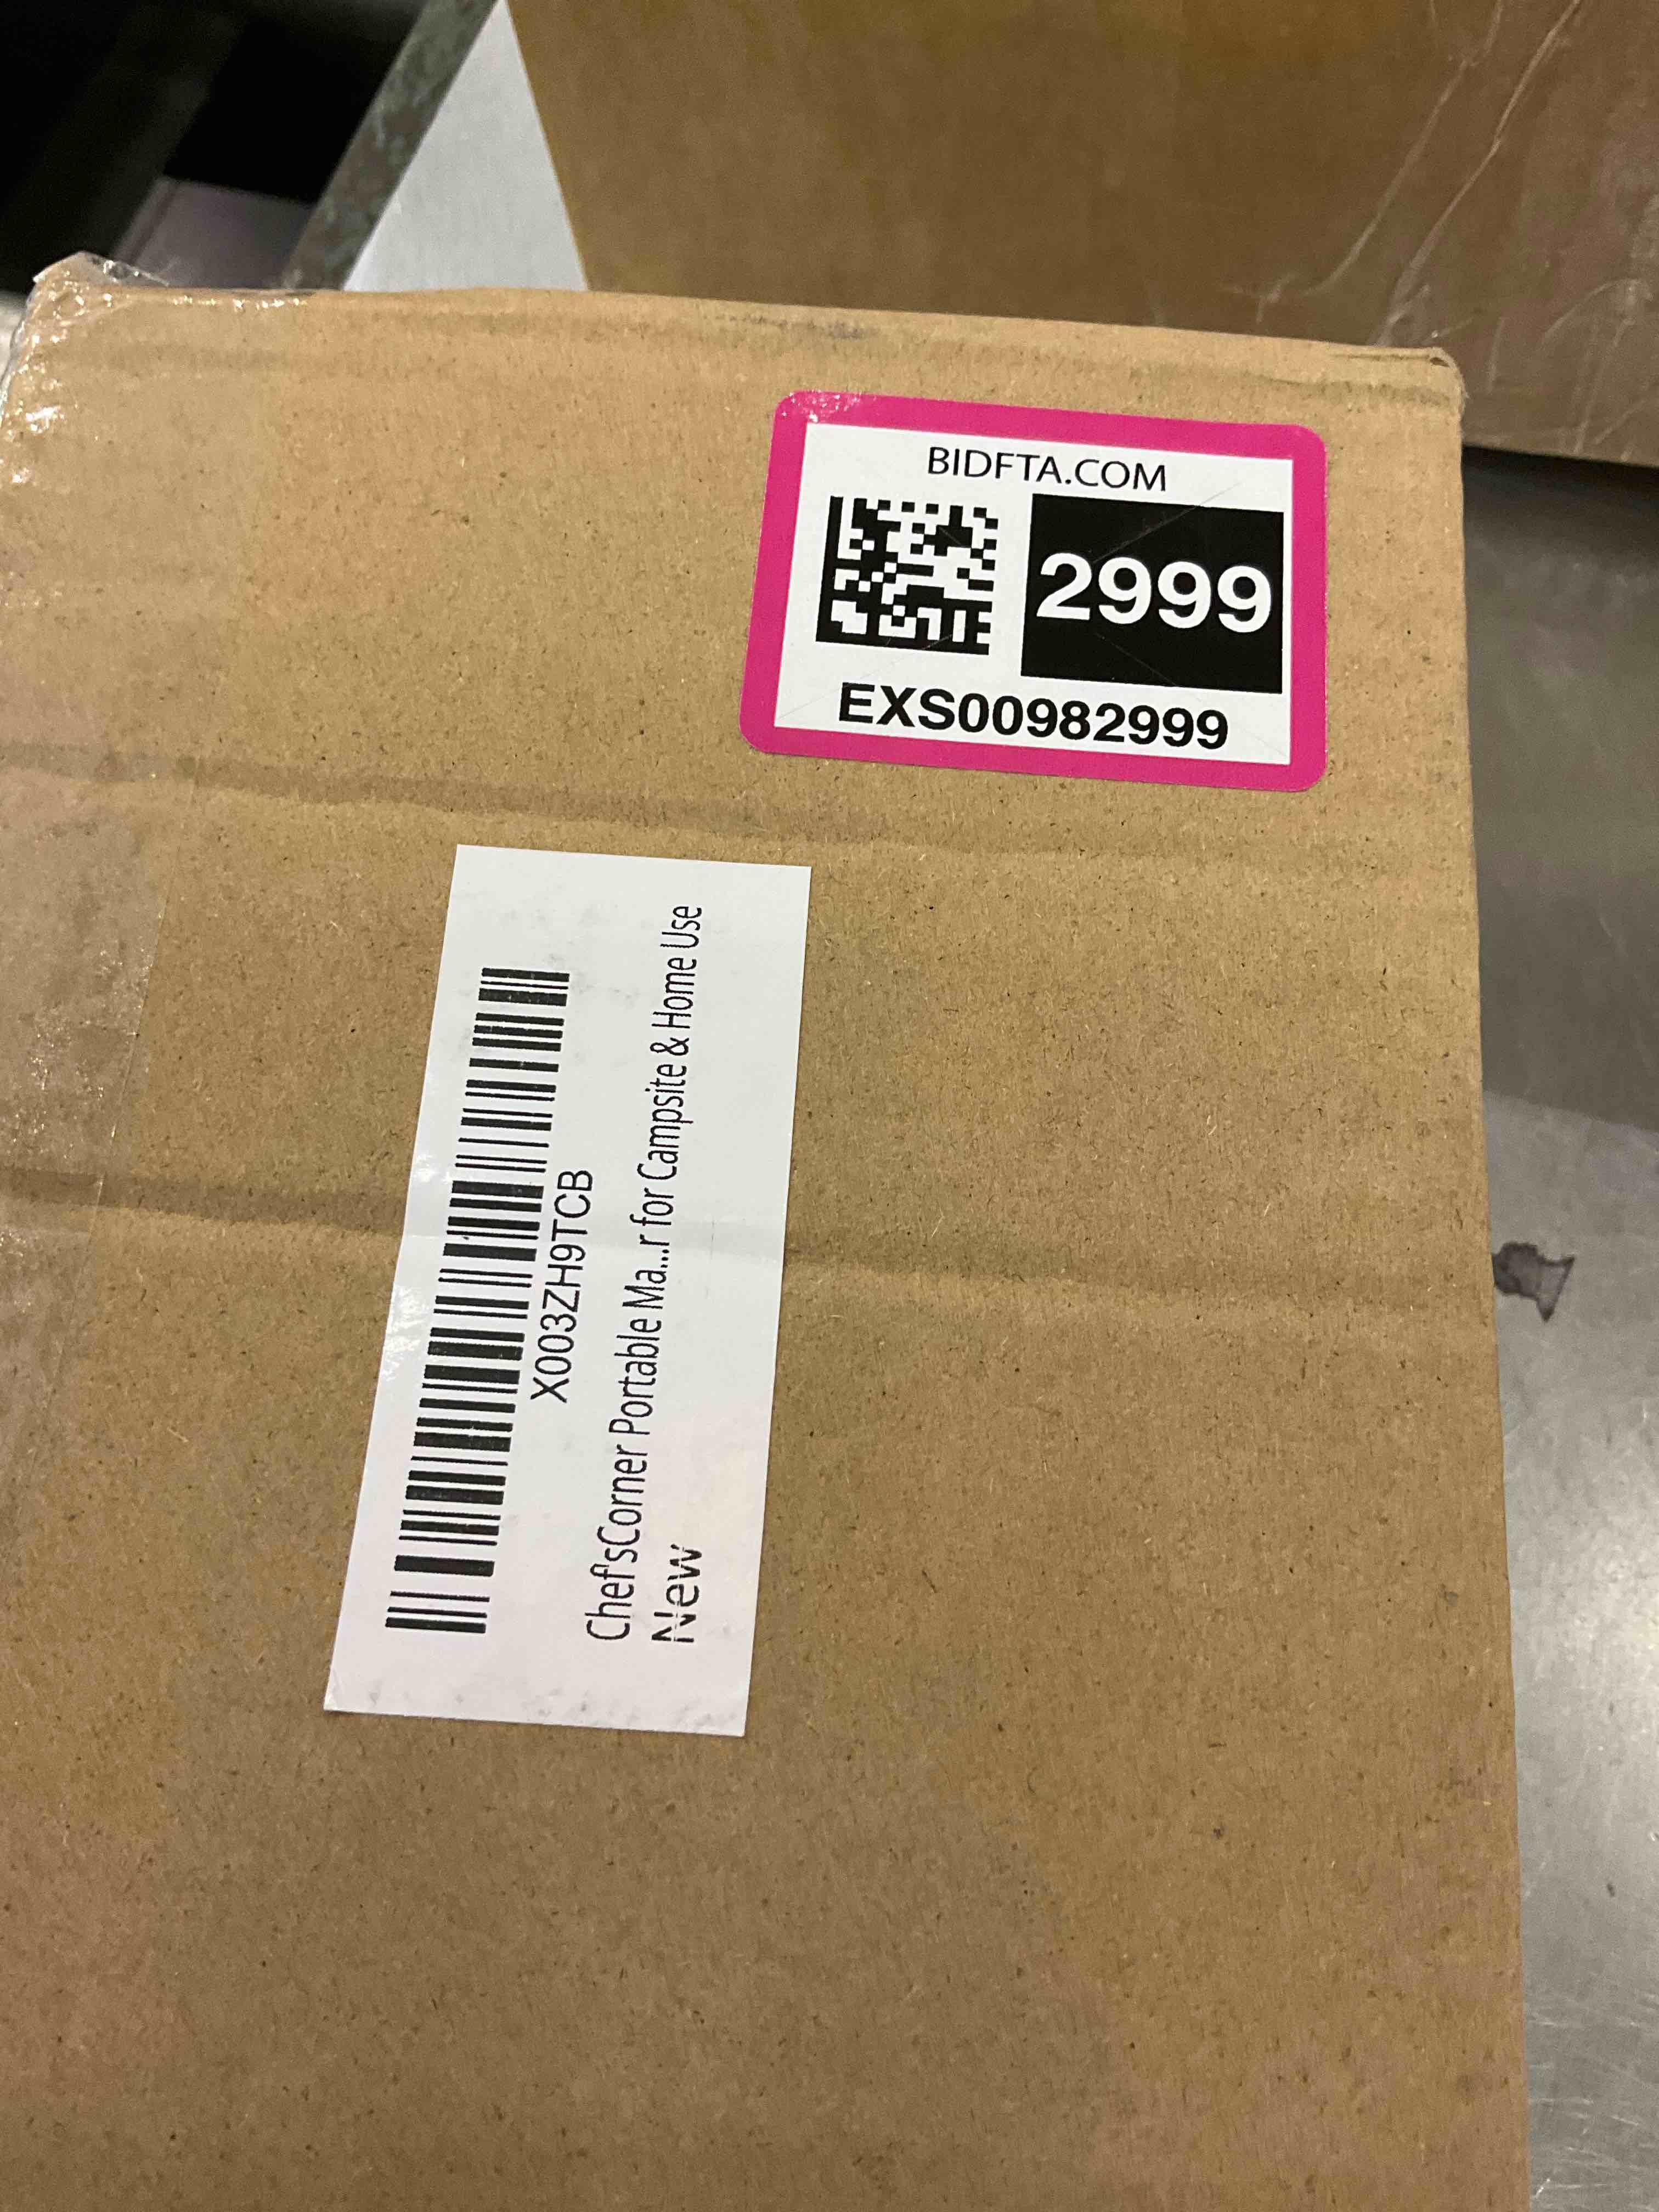 BIDFTA.COM
2999
EXS00982999
X003ZH9TCB
Chef'sCorner Portable Ma...r for Campsite & Home Use
New